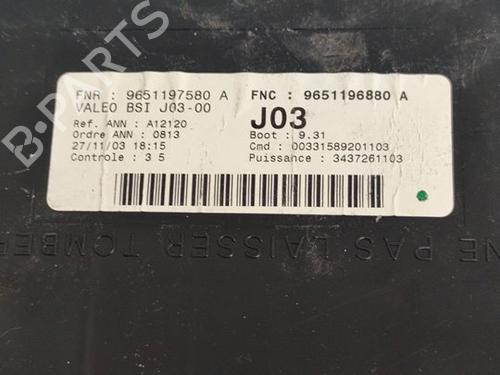 FNR : 9651197580 A
FNC : 9651196880 A
VALEO BSI J03-00
J03
Ref. ANN : A12120
Boot : 9.31
Ordre ANN : 0813
Cmd : 00331589201103
27/11/03 18:15
Puissance : 3437261103
Controle : 3 5
NE PAS LAISSER TOMBER
B-PARTS